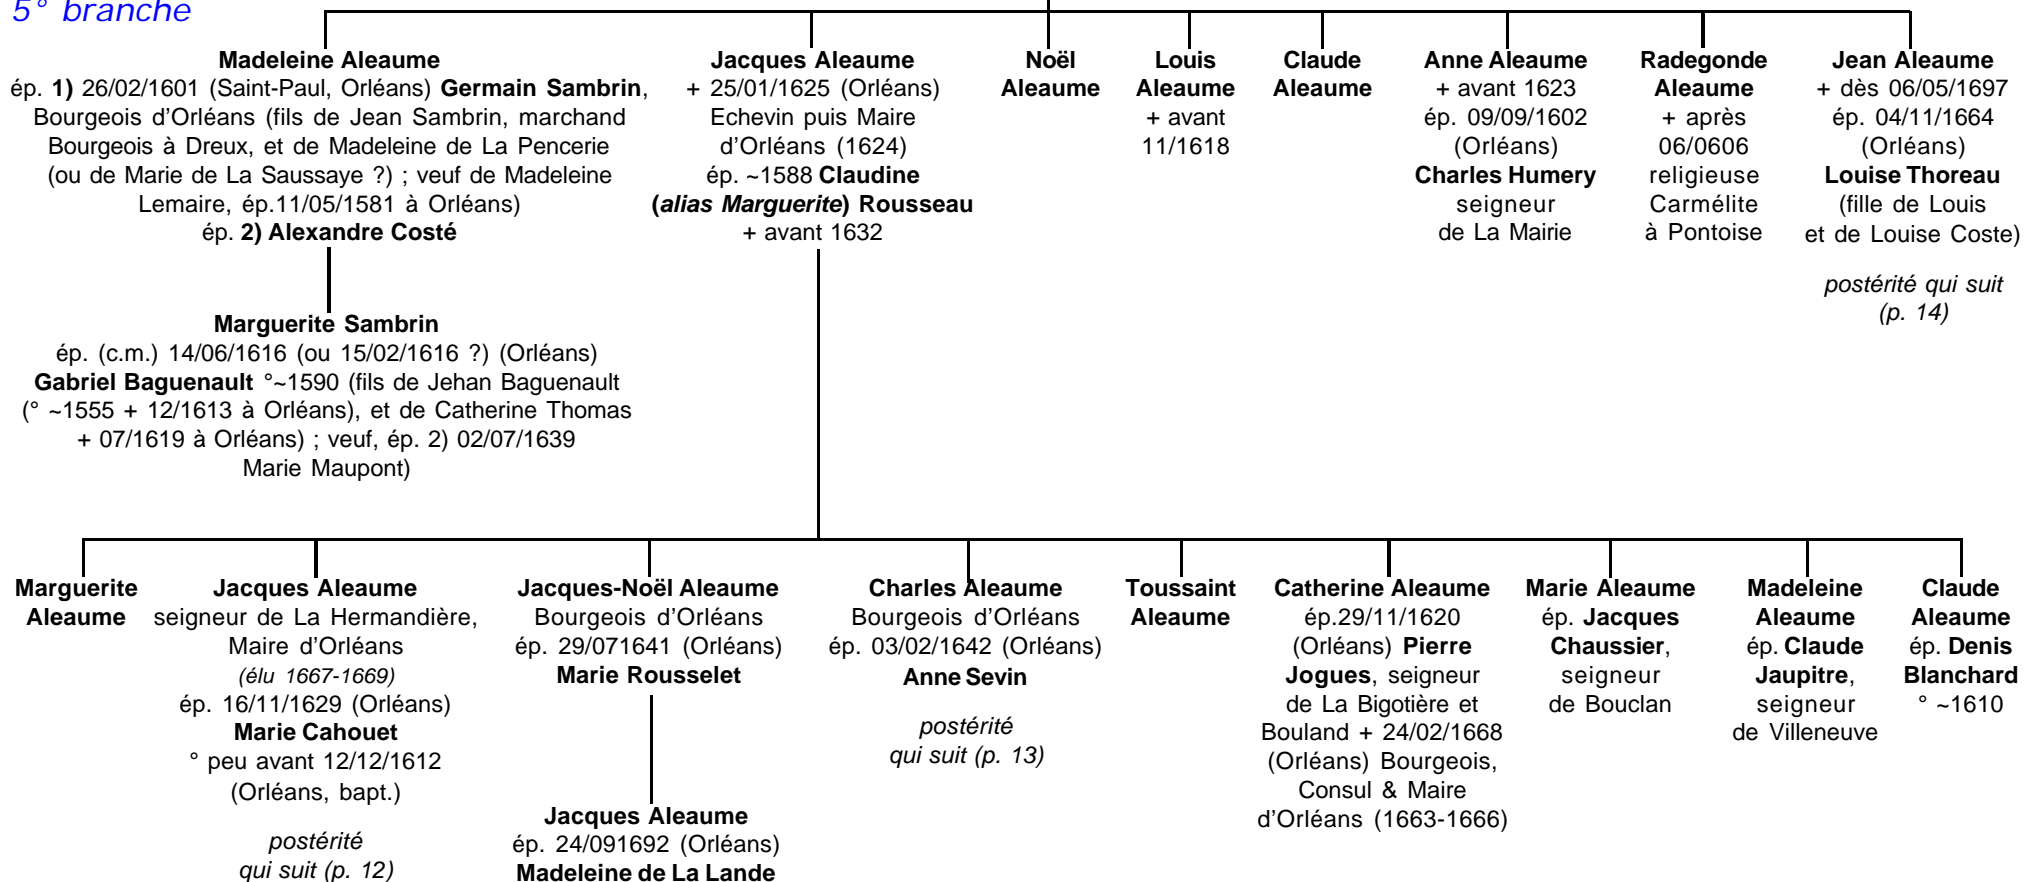 5° branche
Madeleine Aleaume
ép. 1) 26/02/1601 (Saint-Paul, Orléans) Germain Sambrin,
Bourgeois d'Orléans (fils de Jean Sambrin, marchand
Bourgeois à Dreux, et de Madeleine de La Pencerie
(ou de Marie de La Saussaye ?) ; veuf de Madeleine
Lemaire, ép.11/05/1581 à Orléans)
ép. 2) Alexandre Costé
Jacques Aleaume
+ 25/01/1625 (Orléans)
Echevin puis Maire
d'Orléans (1624)
ép. ~1588 Claudine
(alias Marguerite) Rousseau
+ avant 1632
Noël
Aleaume
Louis
Aleaume
+ avant
11/1618
Claude
Aleaume
Anne Aleaume
+ avant 1623
ép. 09/09/1602
(Orléans)
Charles Humery
seigneur
de La Mairie
Radegonde
Aleaume
+ après
06/0606
religieuse
Carmélite
à Pontoise
Jean Aleaume
+ dès 06/05/1697
ép. 04/11/1664
(Orléans)
Louise Thoreau
(fille de Louis
et de Louise Coste)
postérité qui suit
(p. 14)
Marguerite Sambrin
ép. (c.m.) 14/06/1616 (ou 15/02/1616 ?) (Orléans)
Gabriel Baguenault °~1590 (fils de Jehan Baguenault
(° ~1555 + 12/1613 à Orléans), et de Catherine Thomas
+ 07/1619 à Orléans) ; veuf, ép. 2) 02/07/1639
Marie Maupont)
Marguerite
Aleaume
Jacques Aleaume
seigneur de La Hermandière,
Maire d'Orléans
(élu 1667-1669)
ép. 16/11/1629 (Orléans)
Marie Cahouet
° peu avant 12/12/1612
(Orléans, bapt.)
postérité
qui suit (p. 12)
Jacques-Noël Aleaume
Bourgeois d'Orléans
ép. 29/071641 (Orléans)
Marie Rousselet
Jacques Aleaume
ép. 24/091692 (Orléans)
Madeleine de La Lande
Charles Aleaume
Bourgeois d'Orléans
ép. 03/02/1642 (Orléans)
Anne Sevin
postérité
qui suit (p. 13)
Toussaint
Aleaume
Catherine Aleaume
ép.29/11/1620
(Orléans) Pierre
Jogues, seigneur
de La Bigotière et
Bouland + 24/02/1668
(Orléans) Bourgeois,
Consul & Maire
d'Orléans (1663-1666)
Marie Aleaume
ép. Jacques
Chaussier,
seigneur
de Bouclan
Madeleine
Aleaume
ép. Claude
Jaupitre,
seigneur
de Villeneuve
Claude
Aleaume
ép. Denis
Blanchard
° ~1610